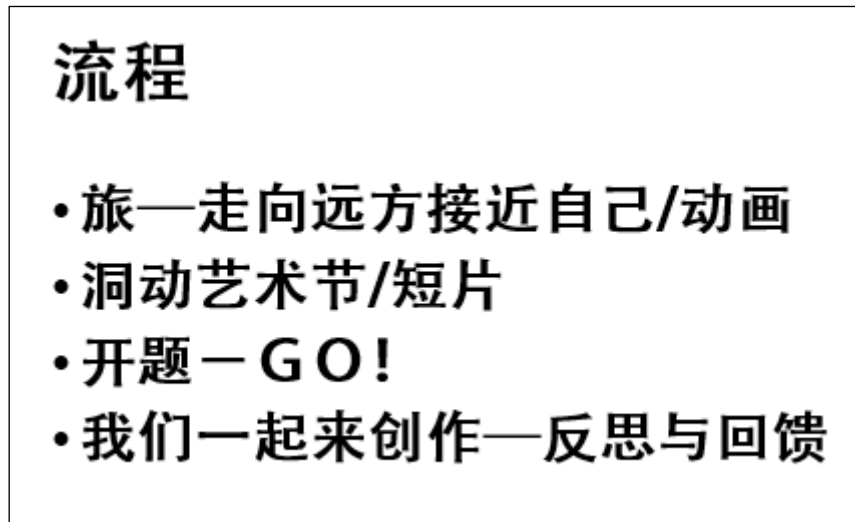 流程
•旅—走向远方接近自己/动画
•洞动艺术节/短片
•开题－ＧＯ！
•我们一起来创作—反思与回馈